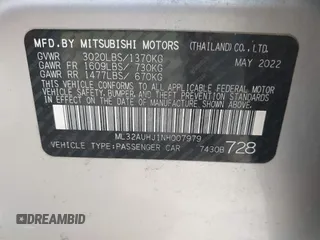 MFD.BY MITSUBISHI MOTORS (THAILAND)CO.,LTD.
GVWR 3020LBS/1370KG MAY 2022
GAWR FR 1609LBS/ 730KG
GAWR RR 1477LBS/ 670KG
THIS VEHICLE CONFORMS TO ALL APPLICABLE
FEDERAL MOTOR VEHICLE SAFETY, BUMPER, AND
THEFT PREVENTION STANDARDS IN EFFECT ON
THE DATE OF MANUFACTURE SHOWN ABOVE.
ML32AUHJ1NH007979
VEHICLE TYPE:PASSENGER CAR 7430B 728
DREAMBID